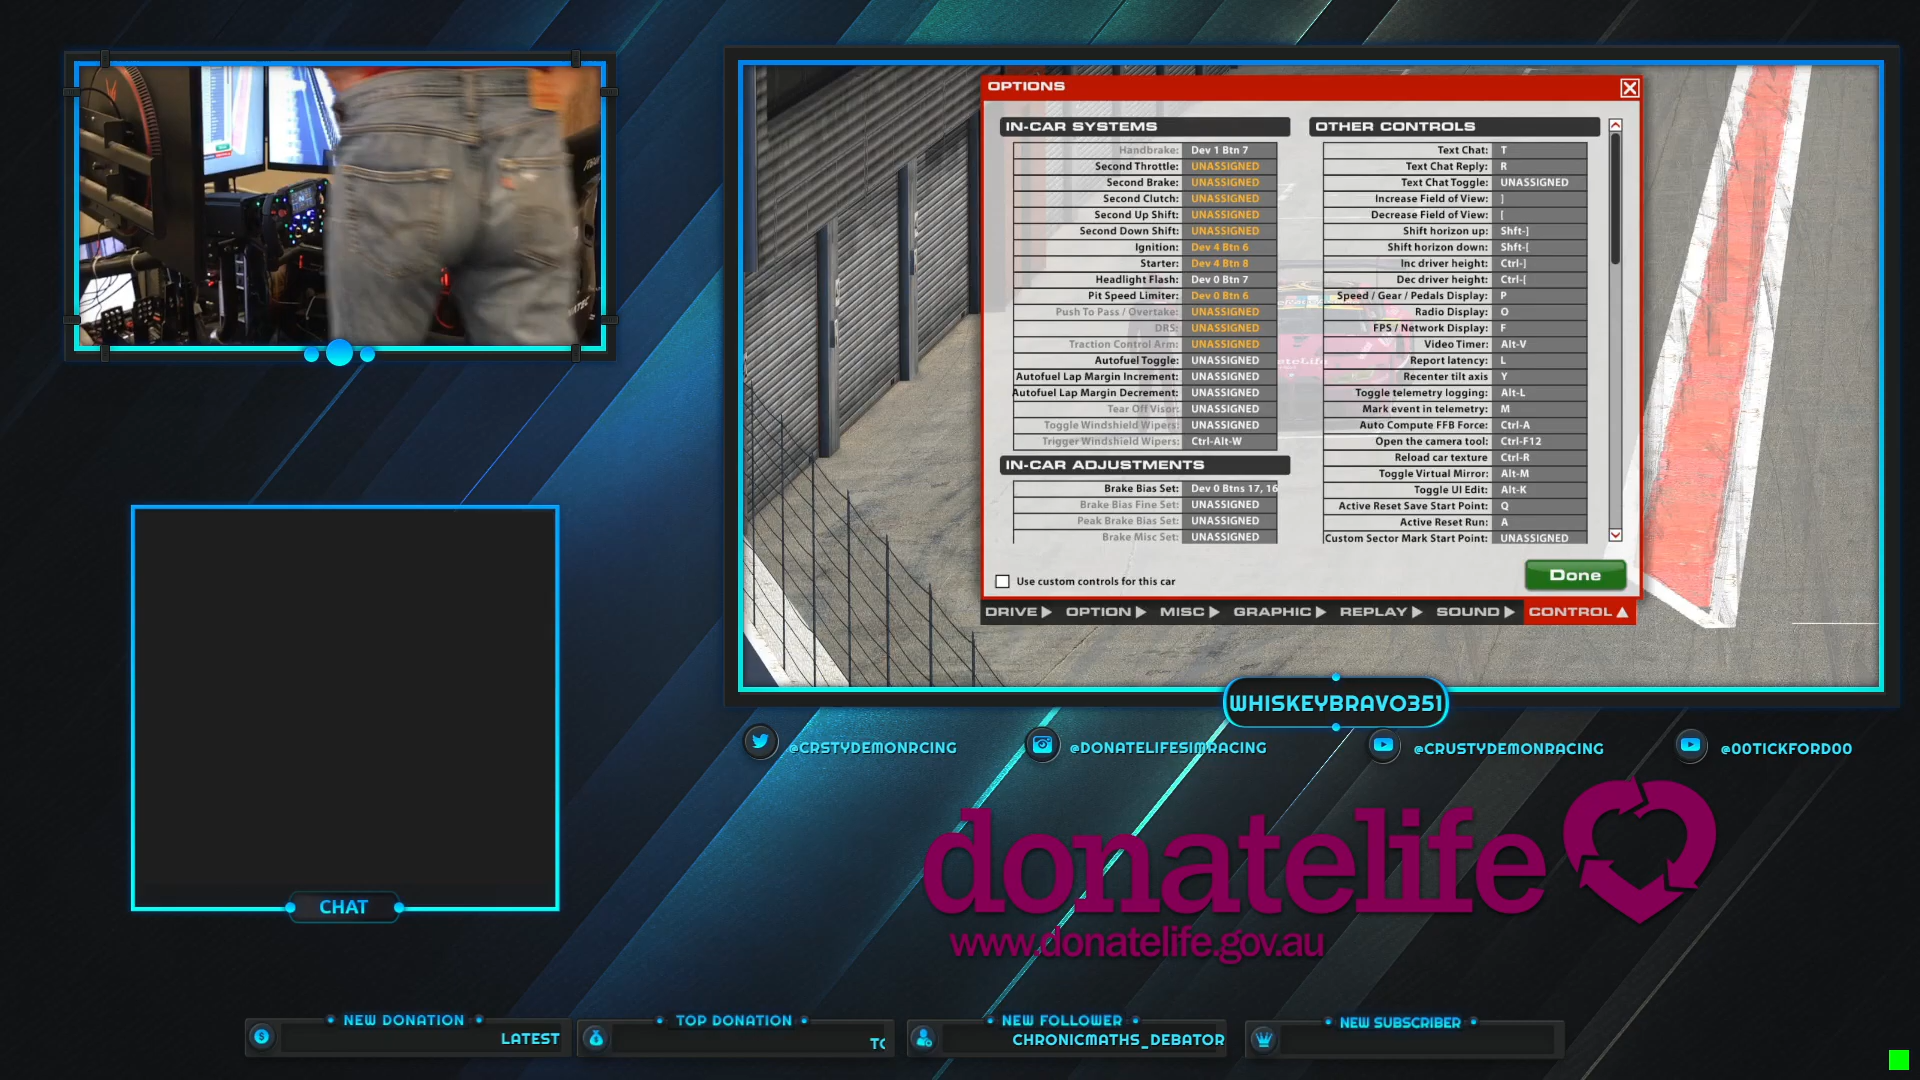 OPTIONS
IN-CAR SYSTEMS
Handbrake: Dev 1 Btn 7
Second Throttle: UNASSIGNED
Second Brake: UNASSIGNED
Second Clutch: UNASSIGNED
Second Up Shift: UNASSIGNED
Second Down Shift: UNASSIGNED
Ignition: Dev 4 Btn 6
Starter: Dev 4 Btn 8
Headlight Flash: Dev 0 Btn 7
Pit Speed Limiter: Dev 0 Btn 6
Push To Pass / Overtake: UNASSIGNED
DRS: UNASSIGNED
Traction Control Arm: UNASSIGNED
Autofuel Toggle: UNASSIGNED
Autofuel Lap Margin Increment: UNASSIGNED
Autofuel Lap Margin Decrement: UNASSIGNED
Tear Off Visor: UNASSIGNED
Toggle Windshield Wipers: UNASSIGNED
Trigger Windshield Wipers: Ctrl-Alt-W
IN-CAR ADJUSTMENTS
Brake Bias Set: Dev 0 Btns 17, 16
Brake Bias Fine Set: UNASSIGNED
Peak Brake Bias Set: UNASSIGNED
Brake Misc Set: UNASSIGNED
OTHER CONTROLS
Text Chat: T
Text Chat Reply: R
Text Chat Toggle: UNASSIGNED
Increase Field of View: ]
Decrease Field of View: [
Shift horizon up: Shft-]
Shift horizon down: Shft-[
Inc driver height: Ctrl-]
Dec driver height: Ctrl-[
Speed / Gear / Pedals Display: P
Radio Display: O
FPS / Network Display: F
Video Timer: Alt-V
Report latency: L
Recenter tilt axis Y
Toggle telemetry logging: Alt-L
Mark event in telemetry: M
Auto Compute FFB Force: Ctrl-A
Open the camera tool: Ctrl-F12
Reload car texture Ctrl-R
Toggle Virtual Mirror: Alt-M
Toggle UI Edit: Alt-K
Active Reset Save Start Point: Q
Active Reset Run: A
Custom Sector Mark Start Point: UNASSIGNED
Use custom controls for this car
Done
DRIVE OPTION MISC GRAPHIC REPLAY SOUND CONTROL
WHISKEYBRAVO351
@CRSTYDEMONRCING @DONATELIFESIMRACING @CRUSTYDEMONRACING @00TICKFORD00
donatelife
www.donatelife.gov.au
CHAT
NEW DONATION
LATEST
TOP DONATION
NEW FOLLOWER
CHRONICMATHS_DEBATOR
NEW SUBSCRIBER